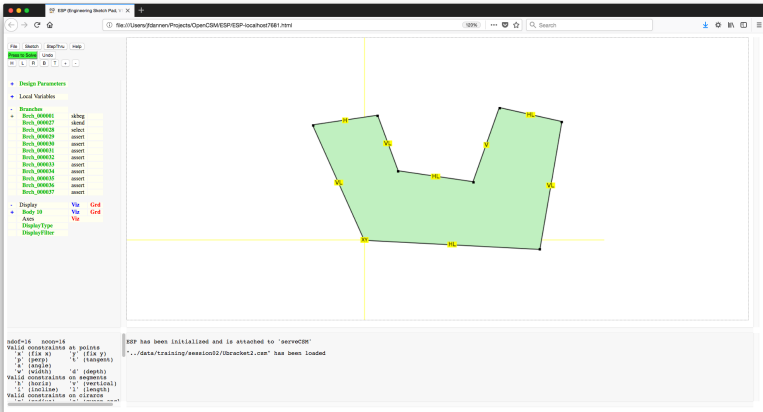 ESP (Engineering Sketch Pad, V
file:///Users/jfdannen/Projects/OpenCSM/ESP/ESP-localhost7681.html
120%
Search
File Sketch StepThru Help
Press to Solve Undo
H L R B T + -
+ Design Parameters
+ Local Variables
- Branches
+ Brch_000001 skbeg
Brch_000027 skend
Brch_000028 select
Brch_000029 assert
Brch_000030 assert
Brch_000031 assert
Brch_000032 assert
Brch_000033 assert
Brch_000034 assert
Brch_000035 assert
Brch_000036 assert
Brch_000037 assert
- Display Viz Grd
+ Body 10 Viz Grd
Axes Viz
DisplayType
DisplayFilter
H
HL
VL
V
HL
VL
VL
XY
HL
ndof=16 ncon=16
Valid constraints at points
'x' (fix x) 'y' (fix y)
'p' (perp) 't' (tangent)
'a' (angle)
'w' (width) 'd' (depth)
Valid constraints on segments
'h' (horiz) 'v' (vertical)
'i' (incline) 'l' (length)
Valid constraints on cirarcs
ESP has been initialized and is attached to 'serveCSM'
"../data/training/session02/Ubracket2.csm" has been loaded